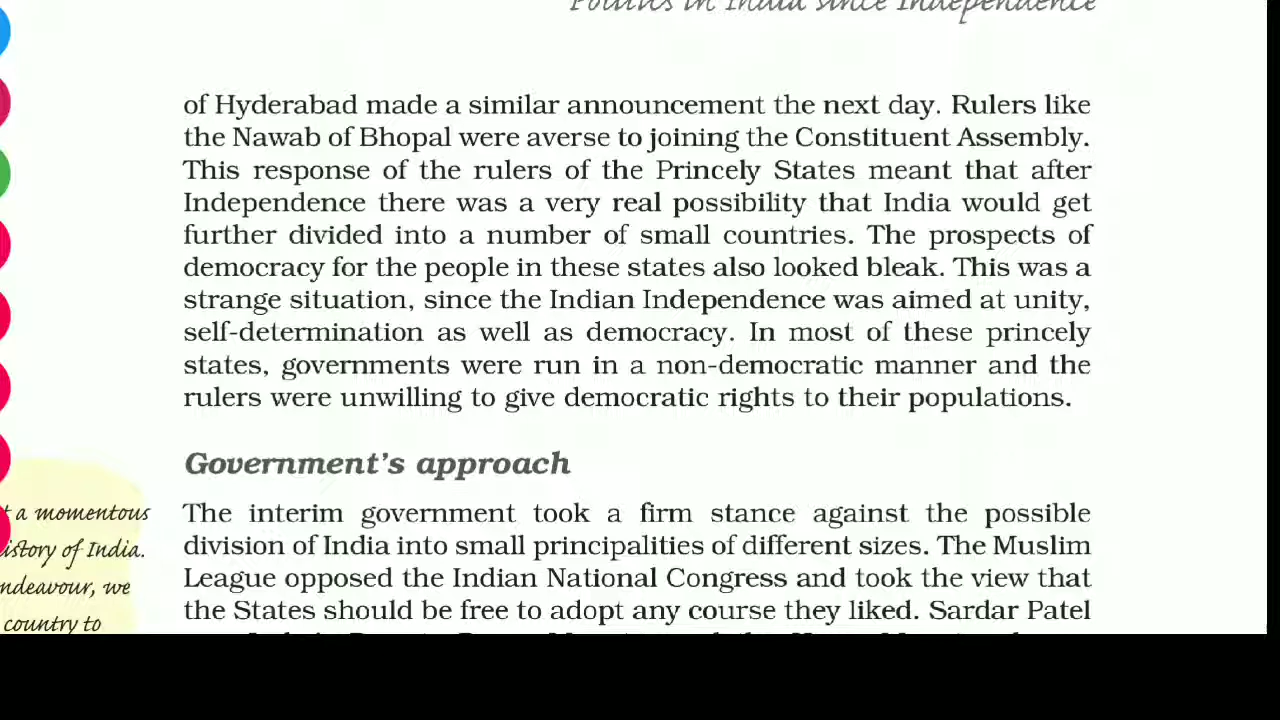 Politics in India since Independence
of Hyderabad made a similar announcement the next day. Rulers like
the Nawab of Bhopal were averse to joining the Constituent Assembly.
This response of the rulers of the Princely States meant that after
Independence there was a very real possibility that India would get
further divided into a number of small countries. The prospects of
democracy for the people in these states also looked bleak. This was a
strange situation, since the Indian Independence was aimed at unity,
self-determination as well as democracy. In most of these princely
states, governments were run in a non-democratic manner and the
rulers were unwilling to give democratic rights to their populations.
Government's approach
The interim government took a firm stance against the possible
division of India into small principalities of different sizes. The Muslim
League opposed the Indian National Congress and took the view that
the States should be free to adopt any course they liked. Sardar Patel
a momentous
istory of India.
ndeavour, we
country to